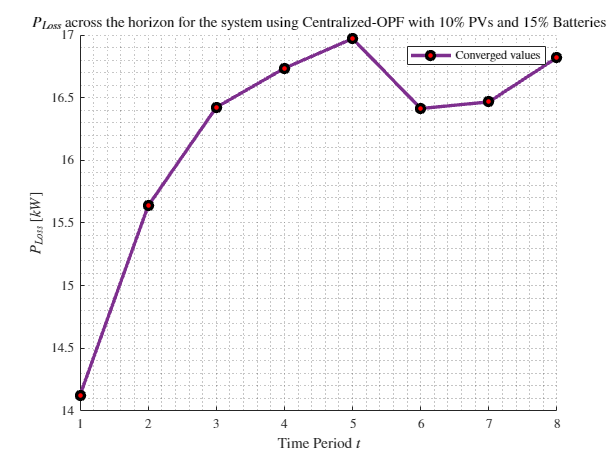 P_Loss across the horizon for the system using Centralized-OPF with 10% PVs and 15% Batteries
17
Converged values
16.5
16
15.5
15
14.5
14
P_Loss [kW]
1 2 3 4 5 6 7 8
Time Period t